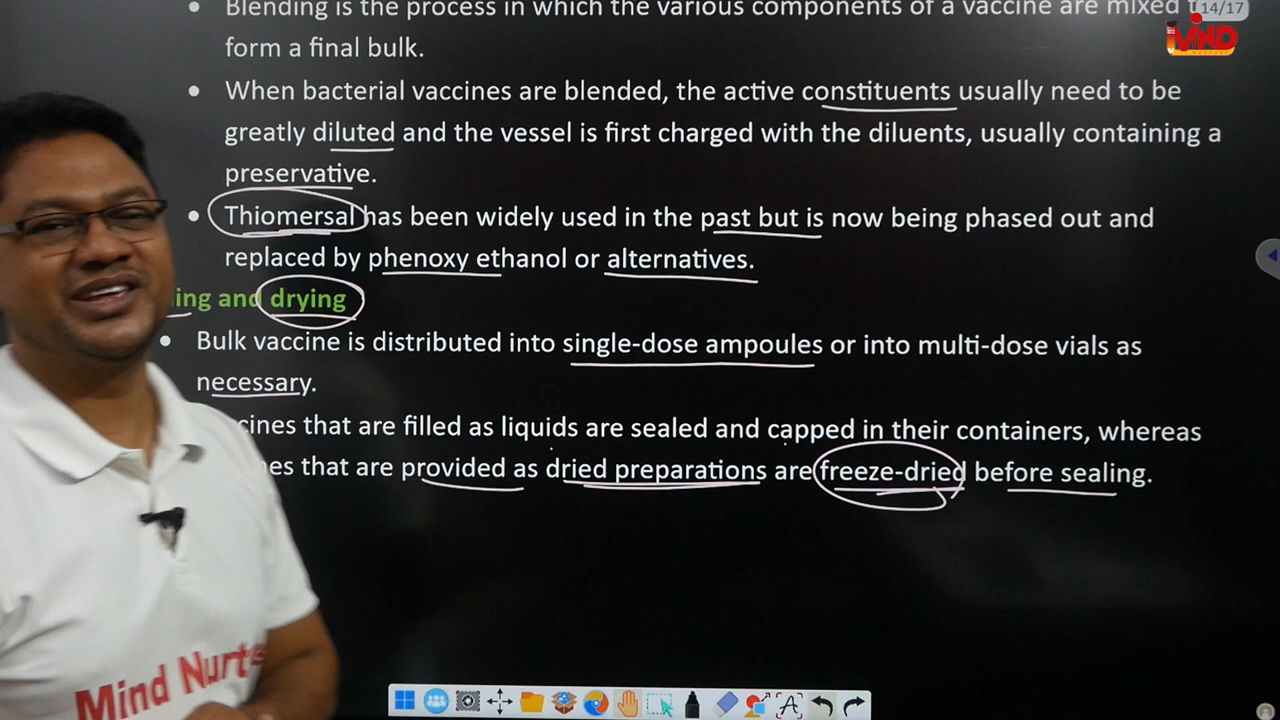 Blending is the process in which the various components of a vaccine are mixed
14/17
MIND
form a final bulk.
When bacterial vaccines are blended, the active constituents usually need to be
greatly diluted and the vessel is first charged with the diluents, usually containing a
preservative.
Thiomersal has been widely used in the past but is now being phased out and
replaced by phenoxy ethanol or alternatives.
and drying
Bulk vaccine is distributed into single-dose ampoules or into multi-dose vials as
necessary.
that are filled as liquids are sealed and capped in their containers, whereas
that are provided as dried preparations are freeze-dried before sealing.
Mind